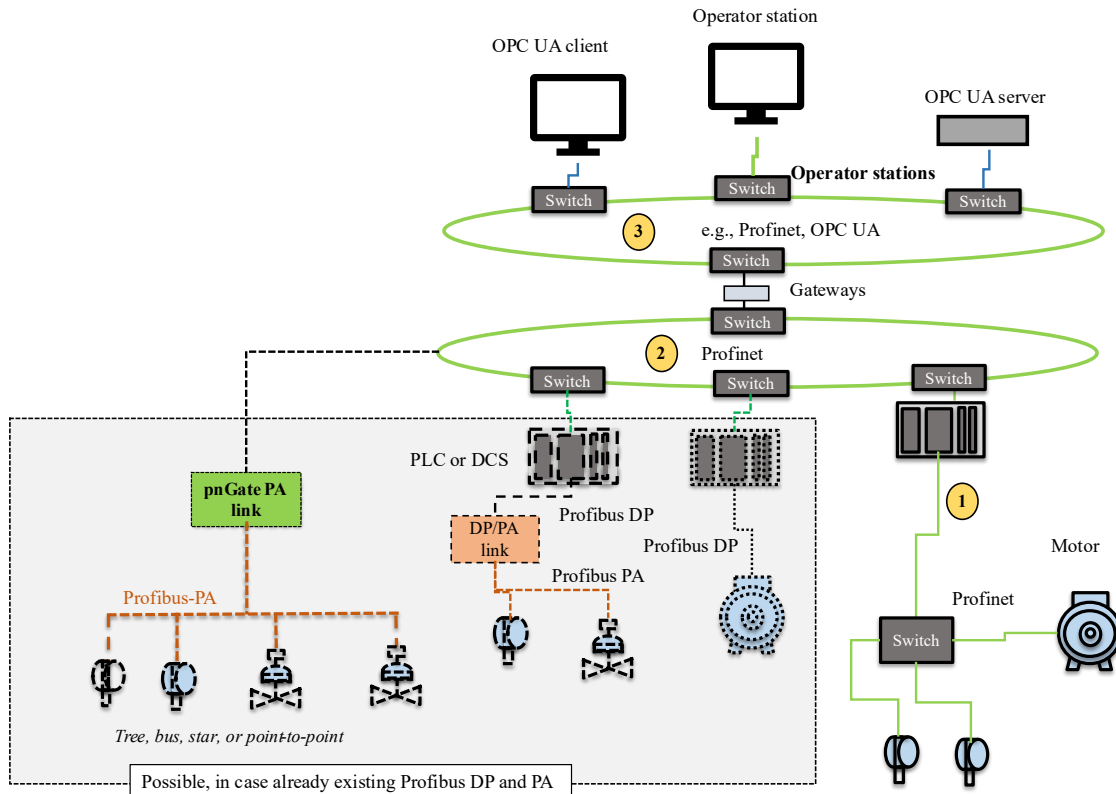 Operator station
OPC UA client
OPC UA server
Operator stations
Switch
Switch
Switch
3
e.g., Profinet, OPC UA
Switch
Gateways
Switch
2
Profinet
Switch
Switch
Switch
PLC or DCS
pnGate PA
link
1
Profibus DP
DP/PA
link
Profibus DP
Motor
Profibus PA
Profibus-PA
Profinet
Switch
Tree, bus, star, or point-to-point
Possible, in case already existing Profibus DP and PA